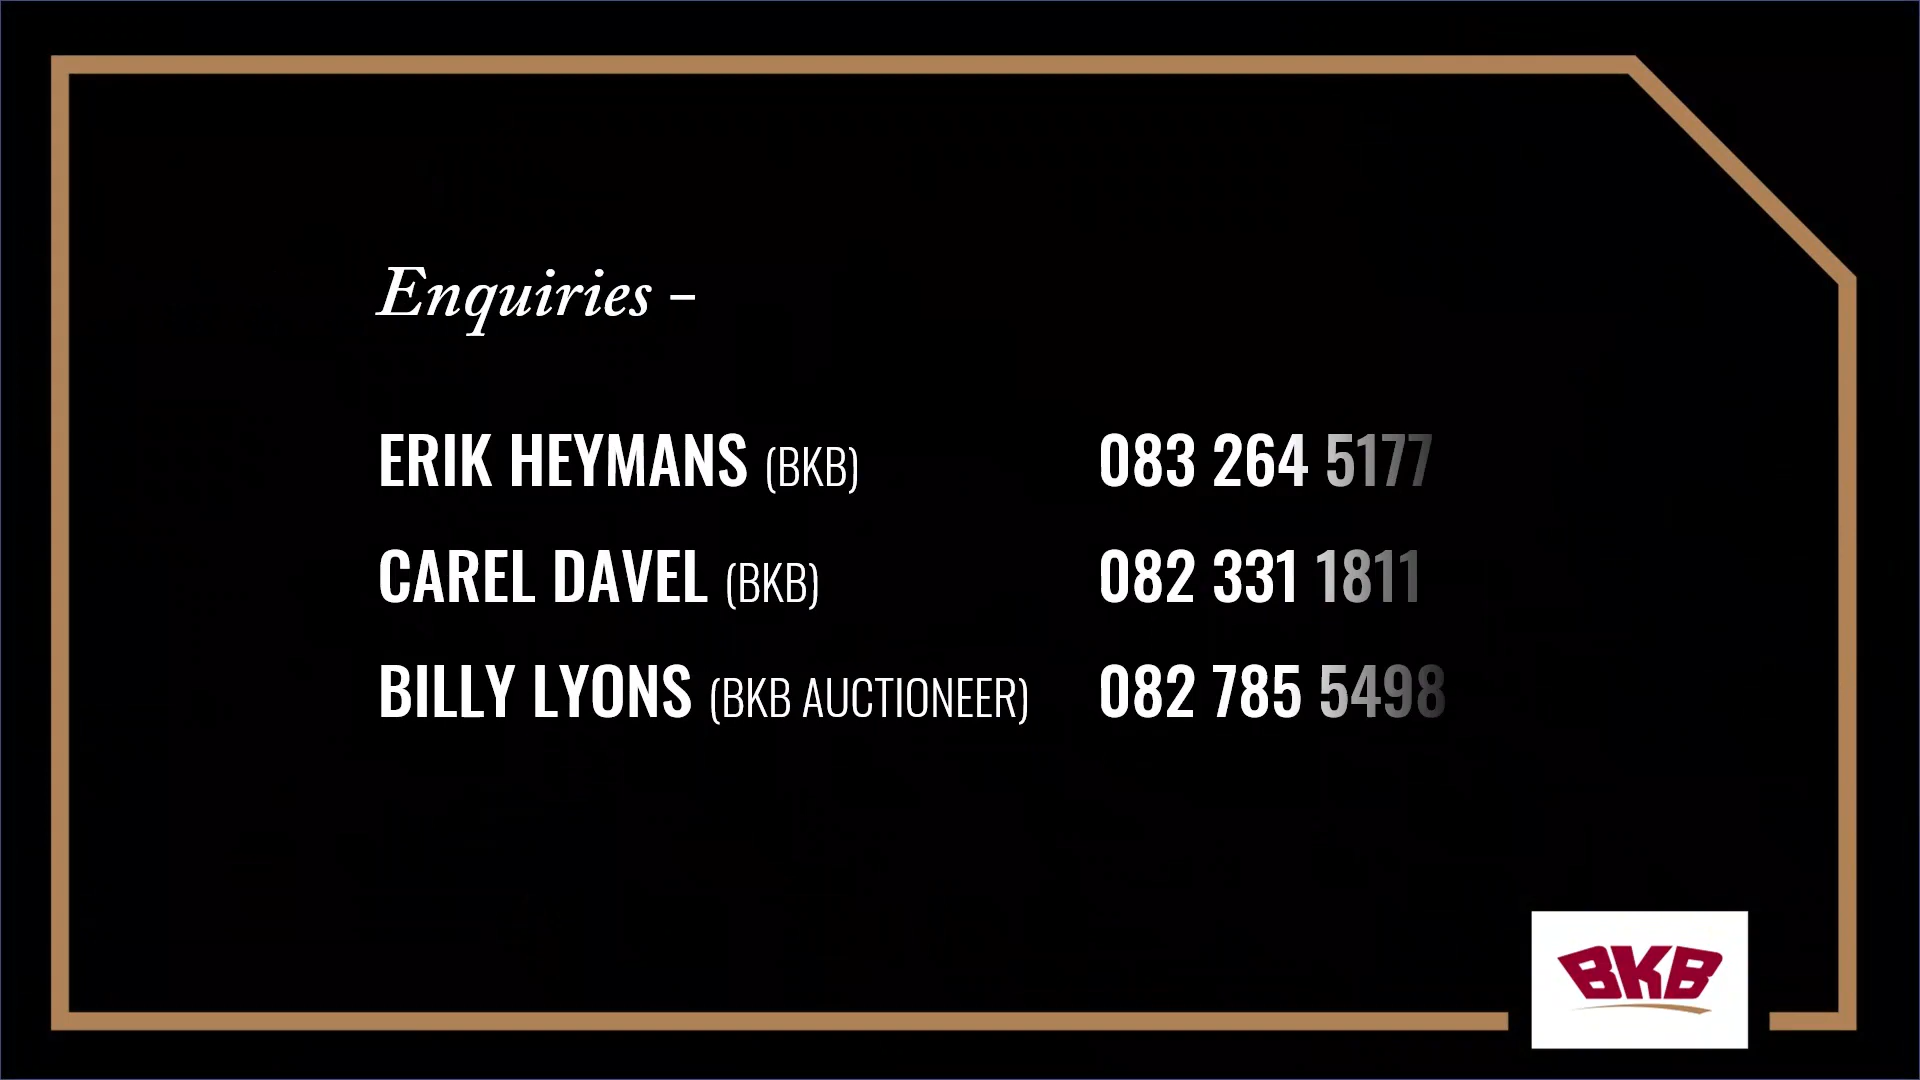 Enquiries –
ERIK HEYMANS (BKB) 083 264 5177
CAREL DAVEL (BKB) 082 331 1811
BILLY LYONS (BKB AUCTIONEER) 082 785 5498
BKB